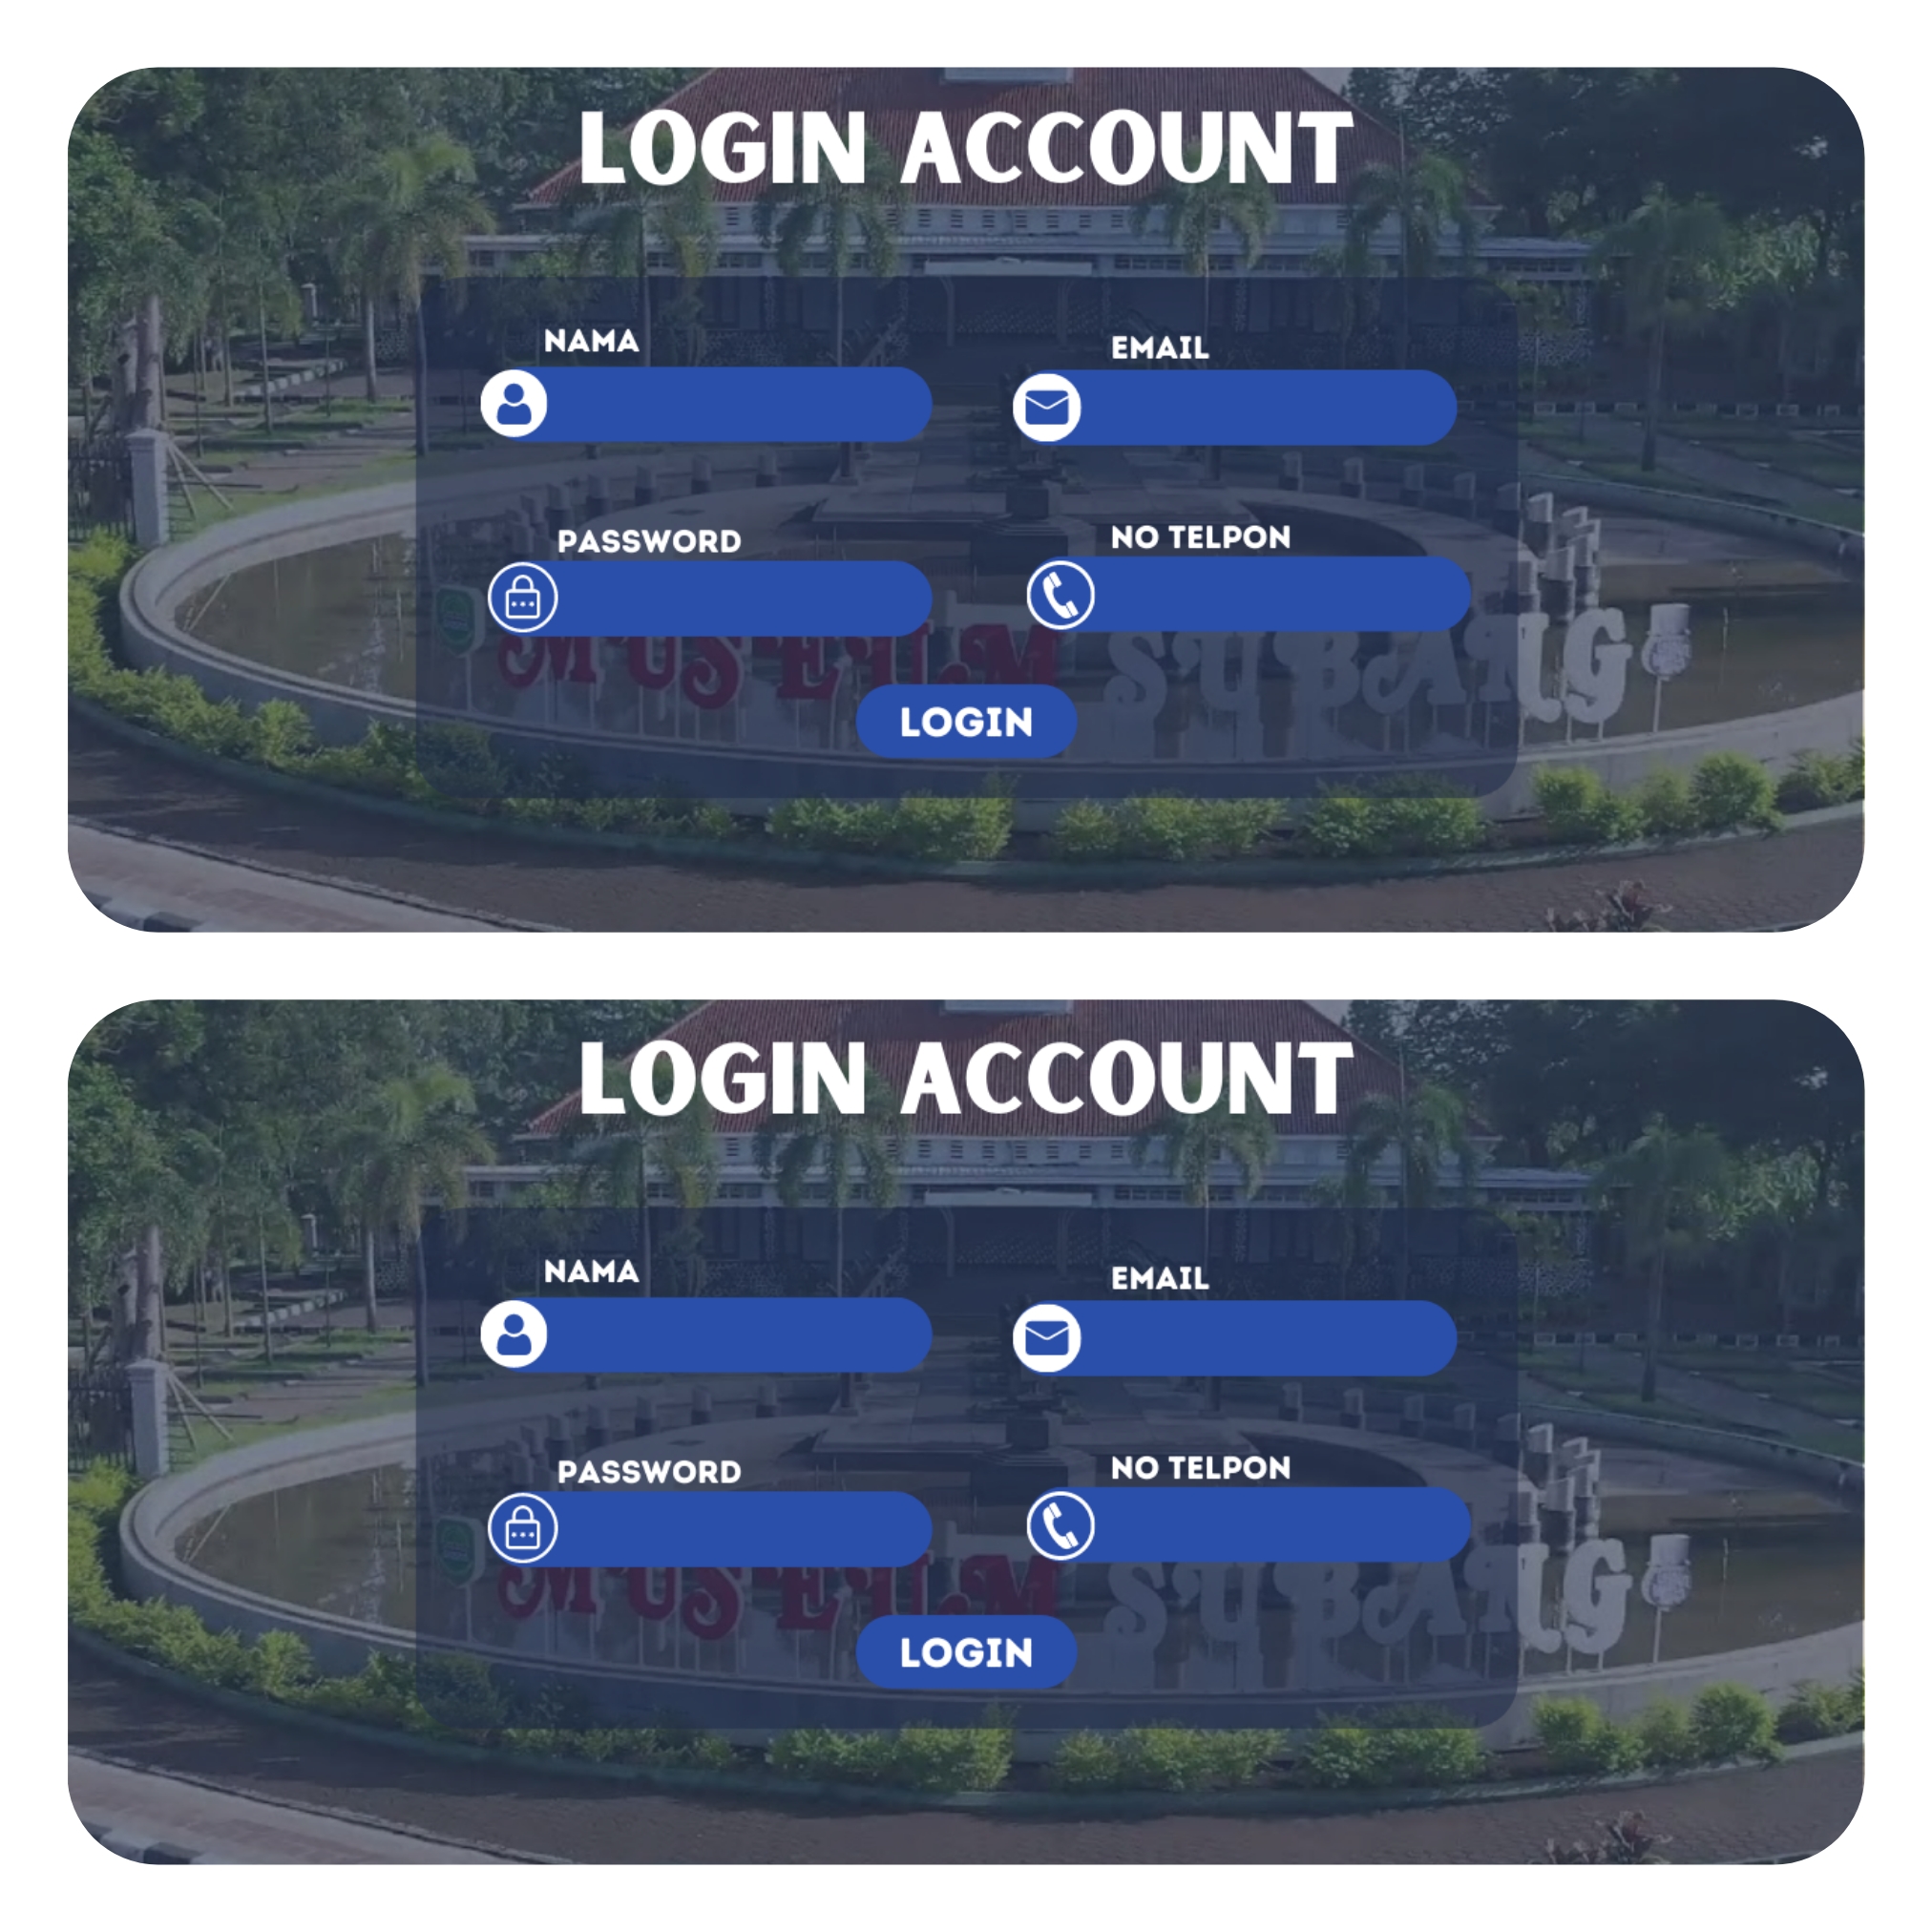 LOGIN ACCOUNT
NAMA
EMAIL
PASSWORD
NO TELPON
MUSEUM SUBANG
LOGIN
LOGIN ACCOUNT
NAMA
EMAIL
PASSWORD
NO TELPON
MUSEUM SUBANG
LOGIN